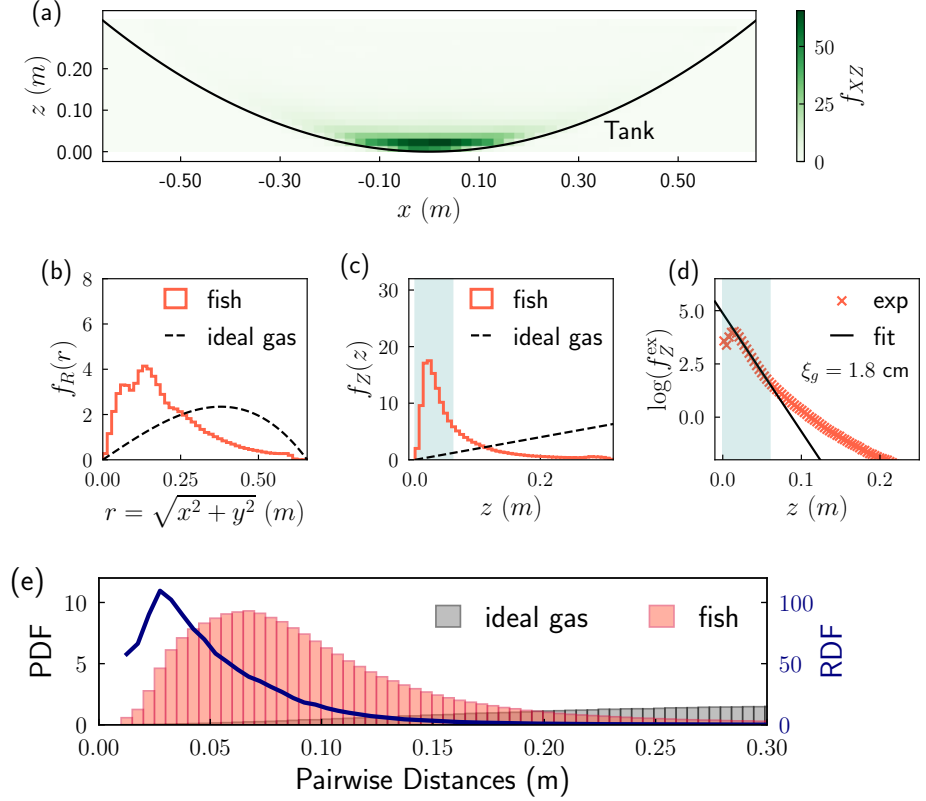 (a)
z (m)
0.20
0.10
0.00
Tank
-0.50
-0.30
-0.10
0.10
0.30
0.50
x (m)
50
25
0
f_{XZ}
(b)
f_R(r)
8
6
4
2
0
fish
ideal gas
0.00
0.25
0.50
r = \sqrt{x^2 + y^2} (m)
(c)
f_Z(z)
30
20
10
0
fish
ideal gas
0.0
0.2
z (m)
(d)
log(f_Z^{ex})
5.0
2.5
0.0
exp
fit
ξ_g = 1.8 cm
0.0
0.1
0.2
z (m)
(e)
PDF
10
5
0
ideal gas
fish
100
50
0
RDF
0.00
0.05
0.10
0.15
0.20
0.25
0.30
Pairwise Distances (m)